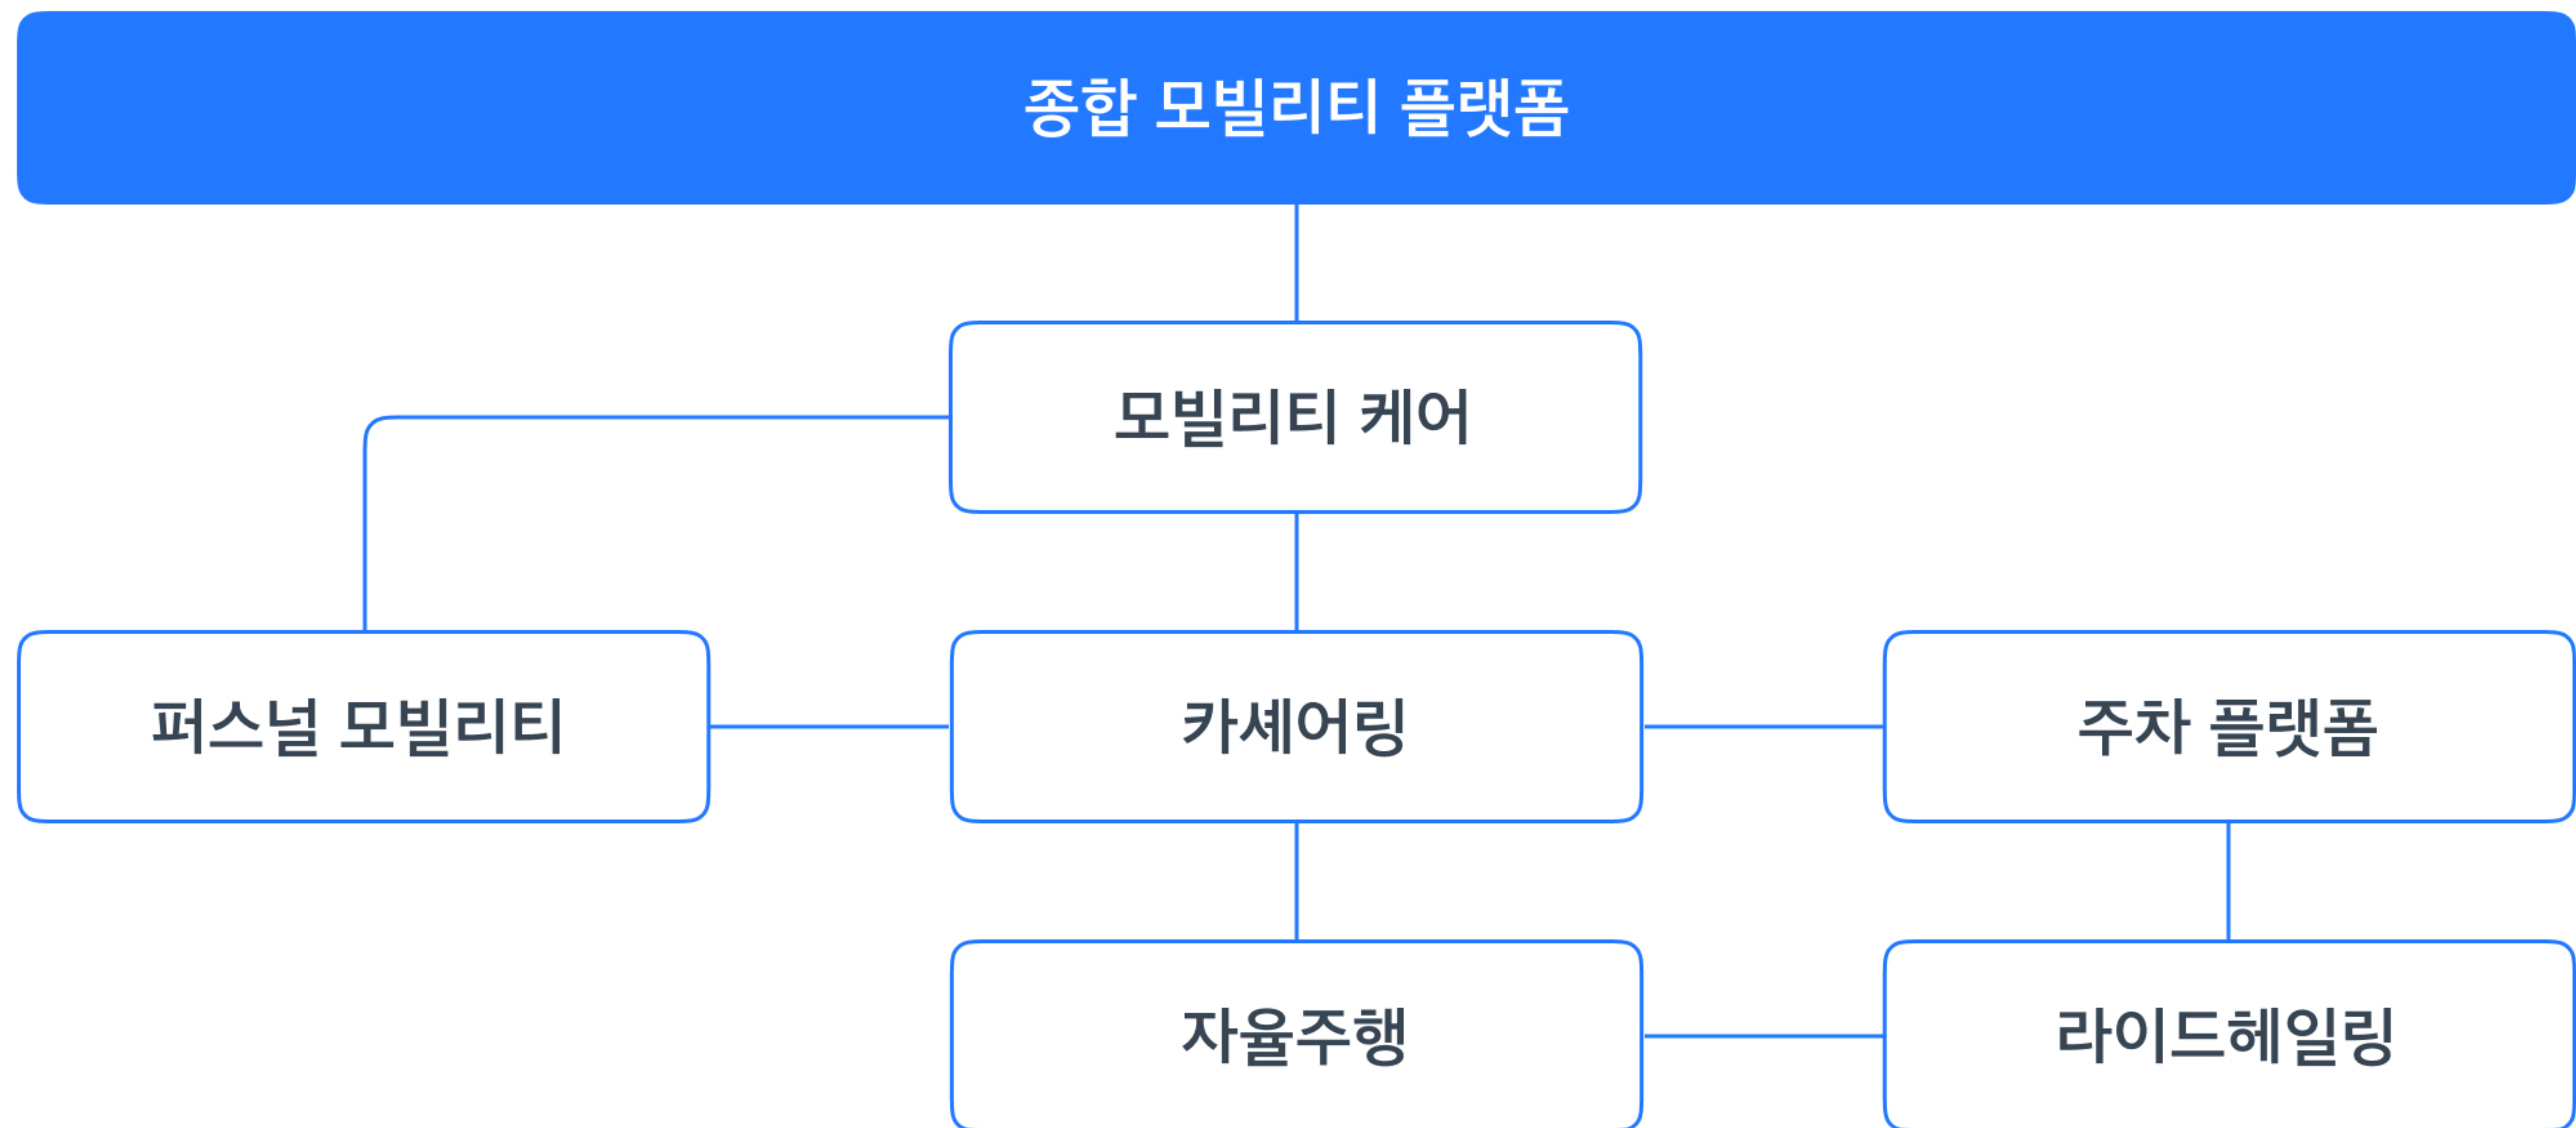 종합 모빌리티 플랫폼
모빌리티 케어
퍼스널 모빌리티
카셰어링
주차 플랫폼
자율주행
라이드헤일링